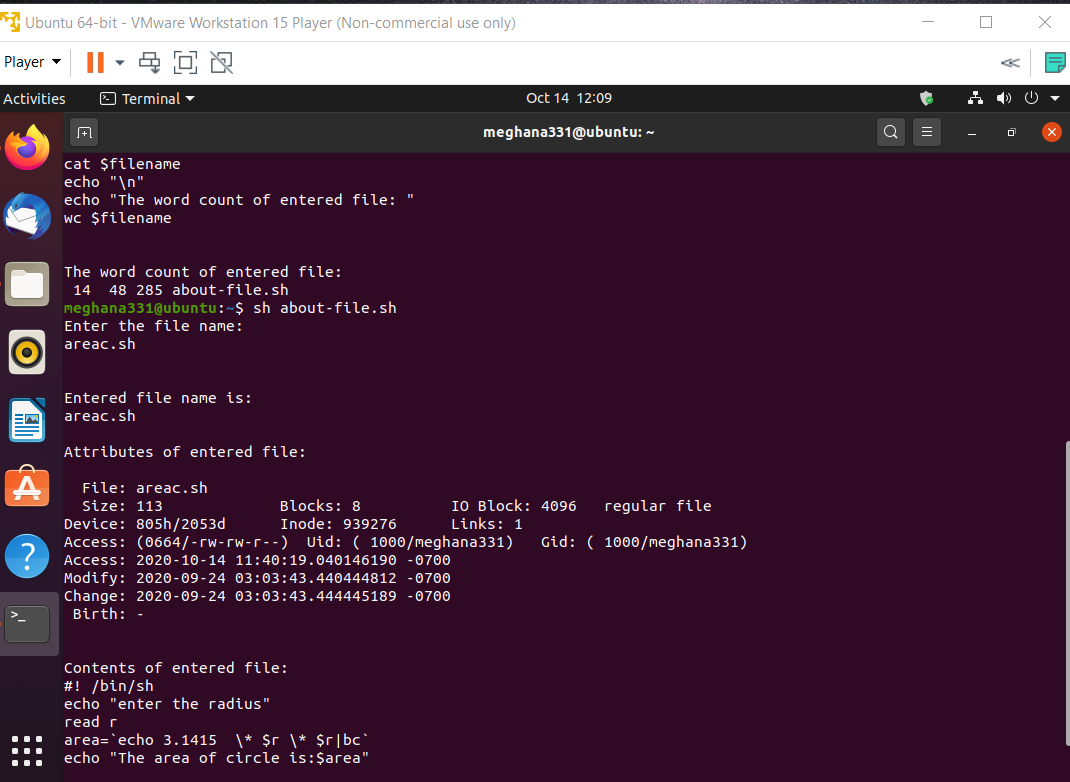 Ubuntu 64-bit - VMware Workstation 15 Player (Non-commercial use only)
Player
Activities
Terminal
Oct 14 12:09
meghana331@ubuntu: ~
cat $filename
echo "\n"
echo "The word count of entered file: "
wc $filename
The word count of entered file:
 14  48 285 about-file.sh
meghana331@ubuntu:~$ sh about-file.sh
Enter the file name:
areac.sh
Entered file name is:
areac.sh
Attributes of entered file:
  File: areac.sh
  Size: 113             Blocks: 8          IO Block: 4096   regular file
Device: 805h/2053d      Inode: 939276      Links: 1
Access: (0664/-rw-rw-r--)  Uid: ( 1000/meghana331)   Gid: ( 1000/meghana331)
Access: 2020-10-14 11:40:19.040146190 -0700
Modify: 2020-09-24 03:03:43.440444812 -0700
Change: 2020-09-24 03:03:43.444445189 -0700
 Birth: -
Contents of entered file:
#! /bin/sh
echo "enter the radius"
read r
area=`echo 3.1415  \* $r \* $r|bc`
echo "The area of circle is:$area"